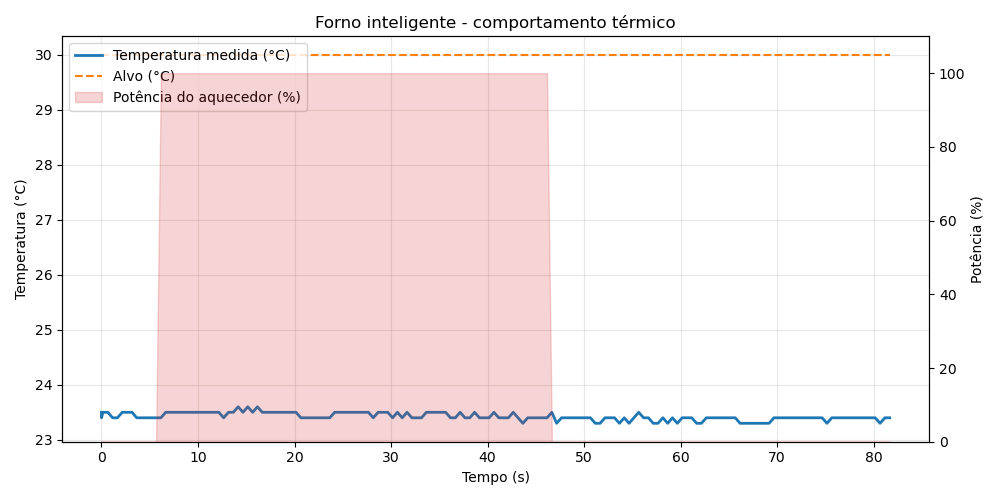 Forno inteligente - comportamento térmico
Temperatura medida (°C)
Alvo (°C)
Potência do aquecedor (%)
Temperatura (°C)
30
29
28
27
26
25
24
23
100
80
60
40
20
0
Potência (%)
0 10 20 30 40 50 60 70 80
Tempo (s)